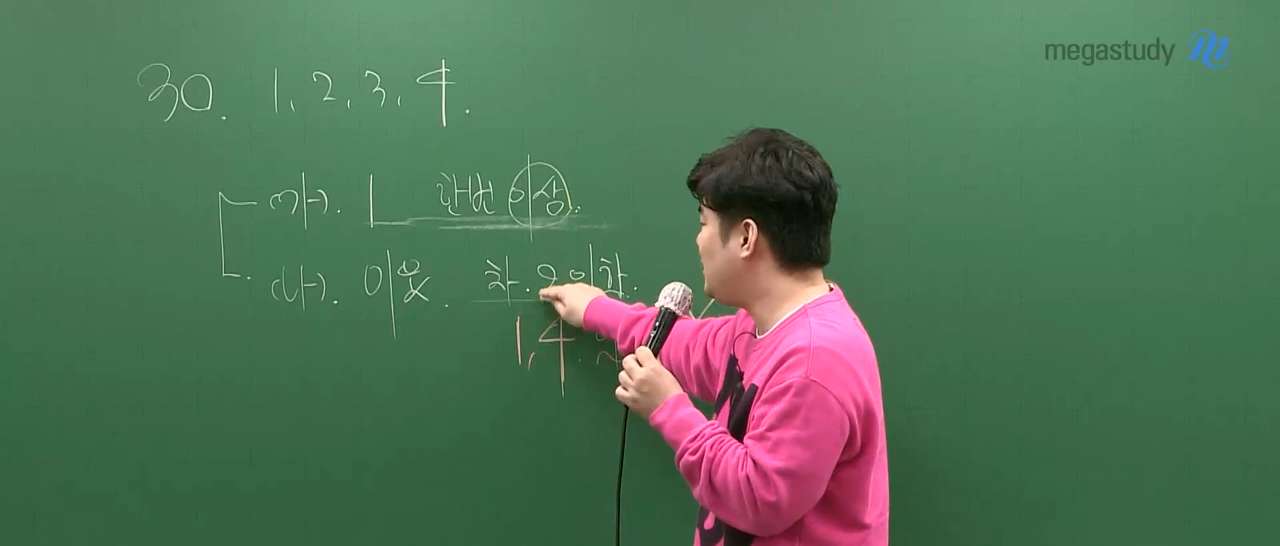 megastudy
30. 1, 2, 3, 4.
(가). 1 한번 이상.
(나). 이웃. 차. 2이하.
1, 4.